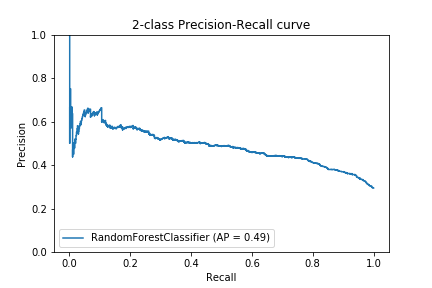 2-class Precision-Recall curve
1.0
0.8
0.6
0.4
0.2
0.0
Precision
RandomForestClassifier (AP = 0.49)
0.0 0.2 0.4 0.6 0.8 1.0
Recall